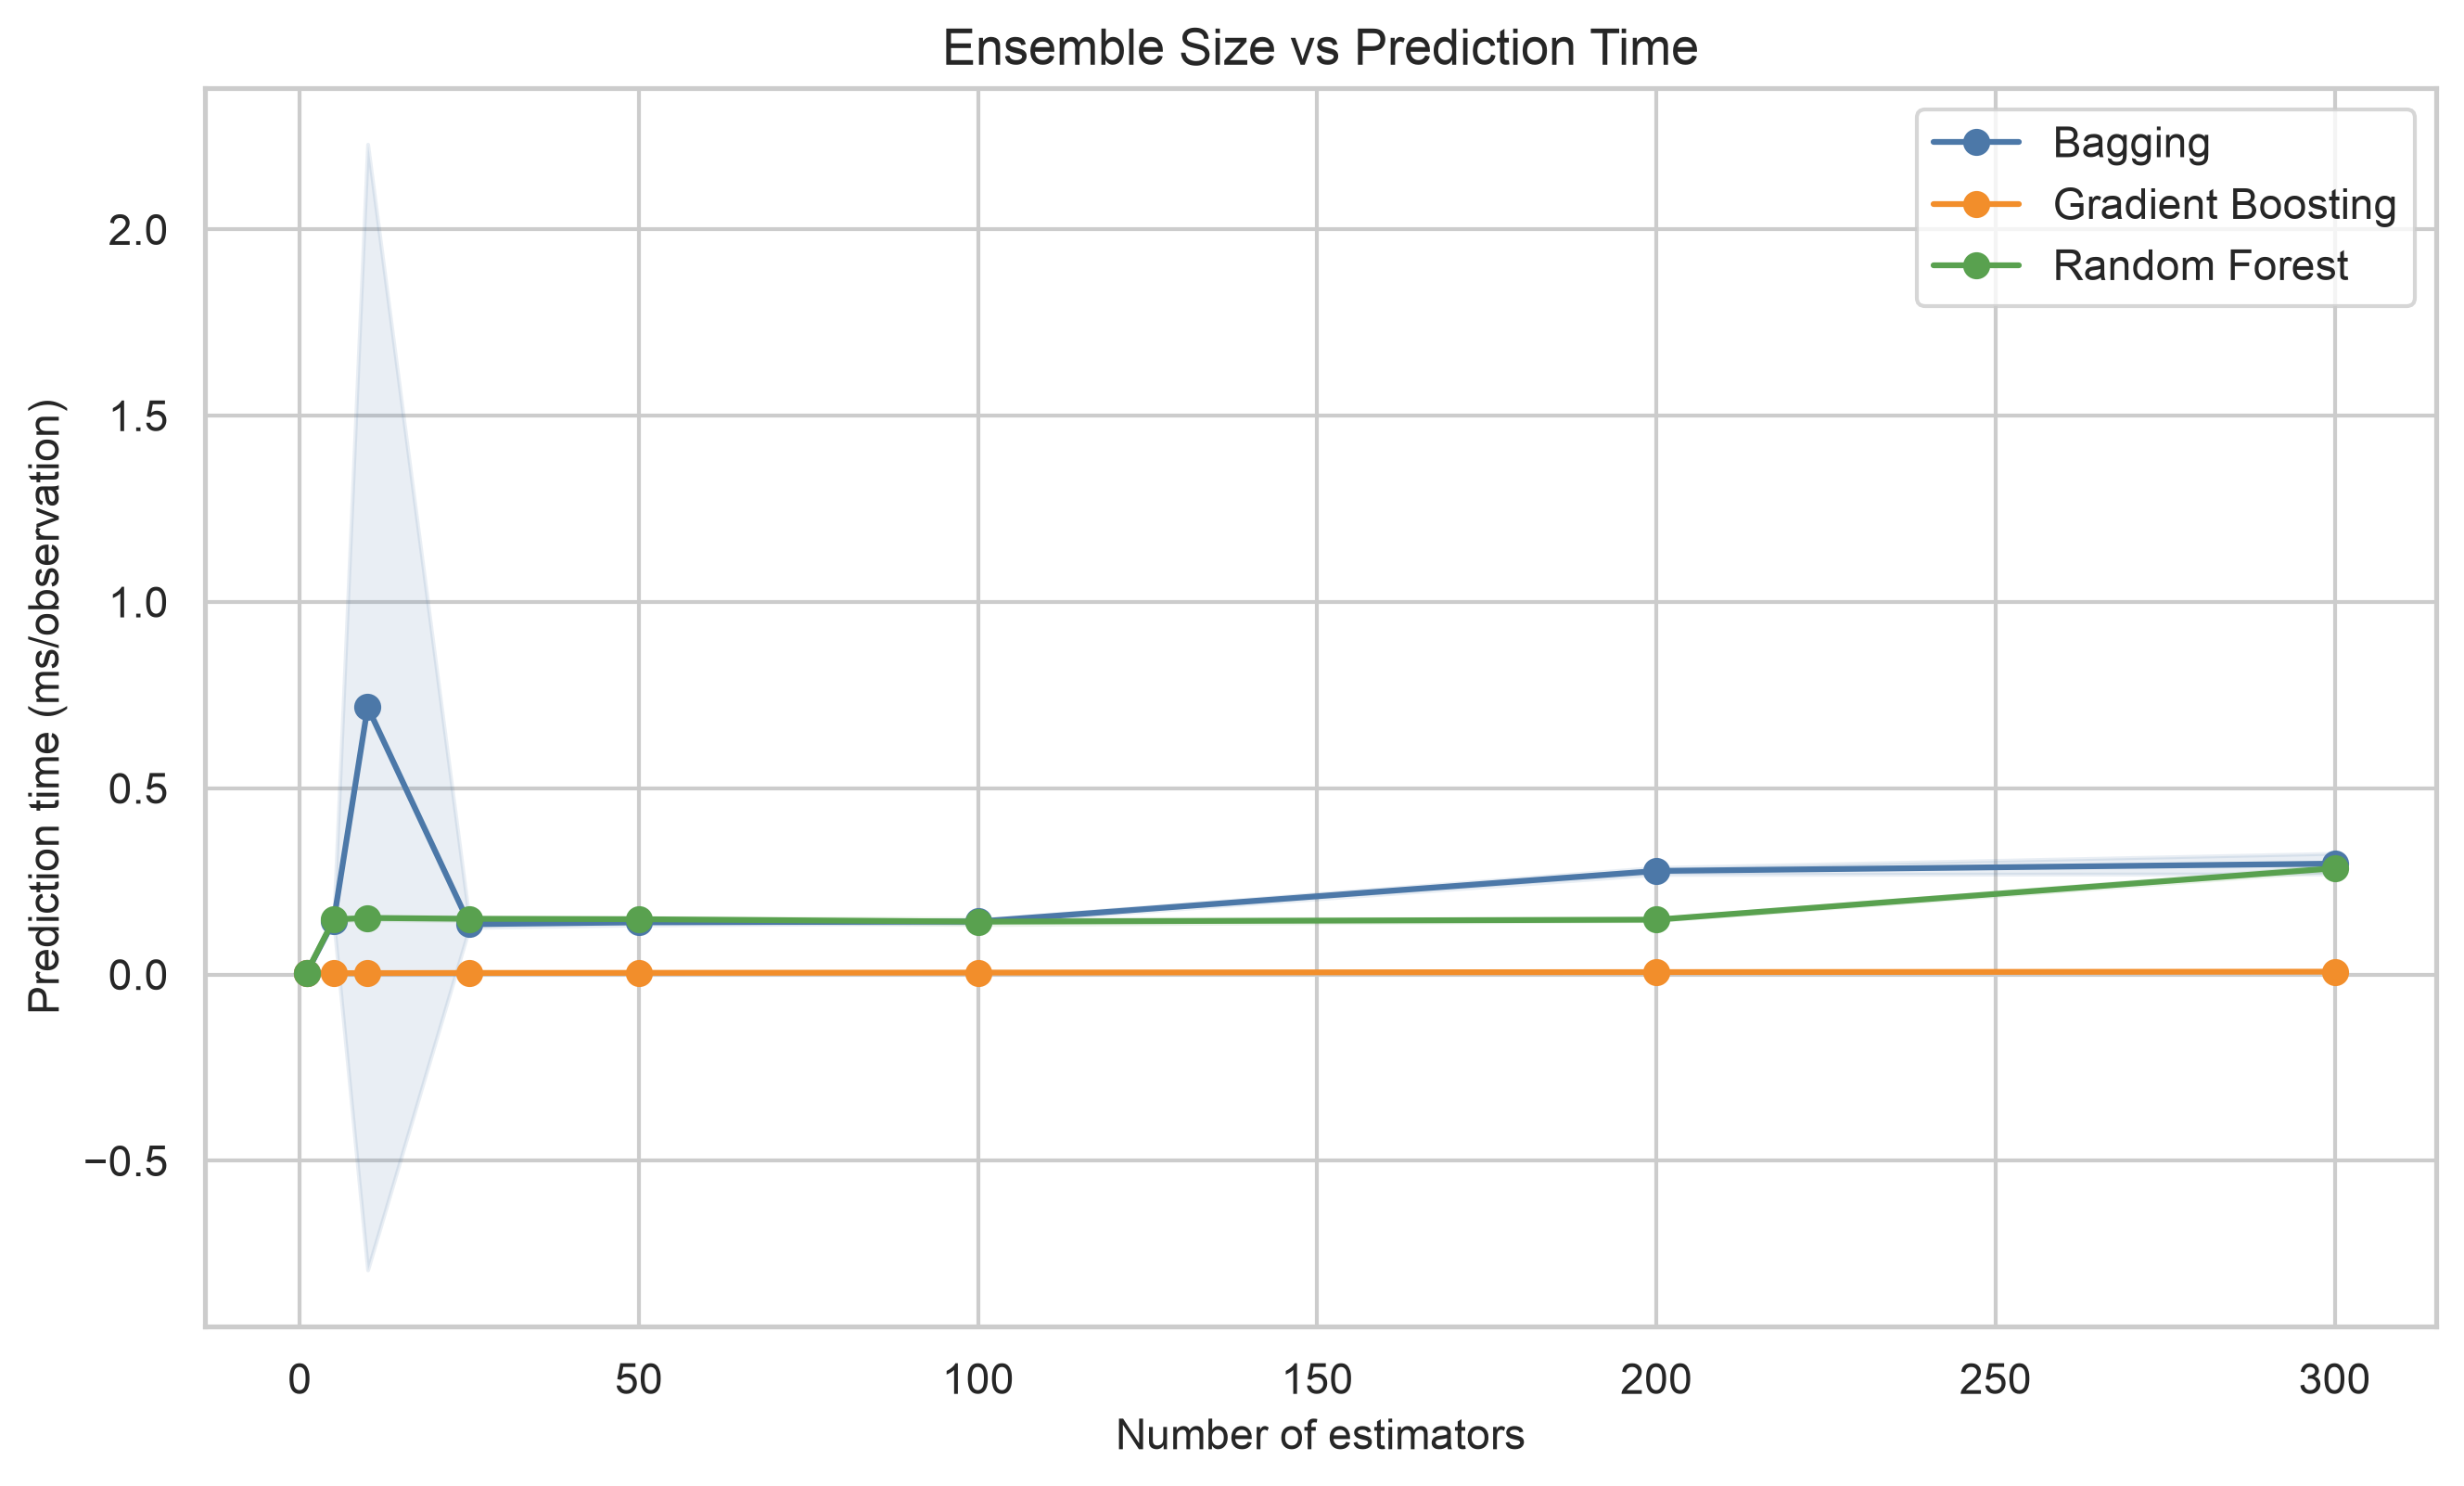 Ensemble Size vs Prediction Time
Bagging
Gradient Boosting
Random Forest
Prediction time (ms/observation)
2.0
1.5
1.0
0.5
0.0
−0.5
0 50 100 150 200 250 300
Number of estimators